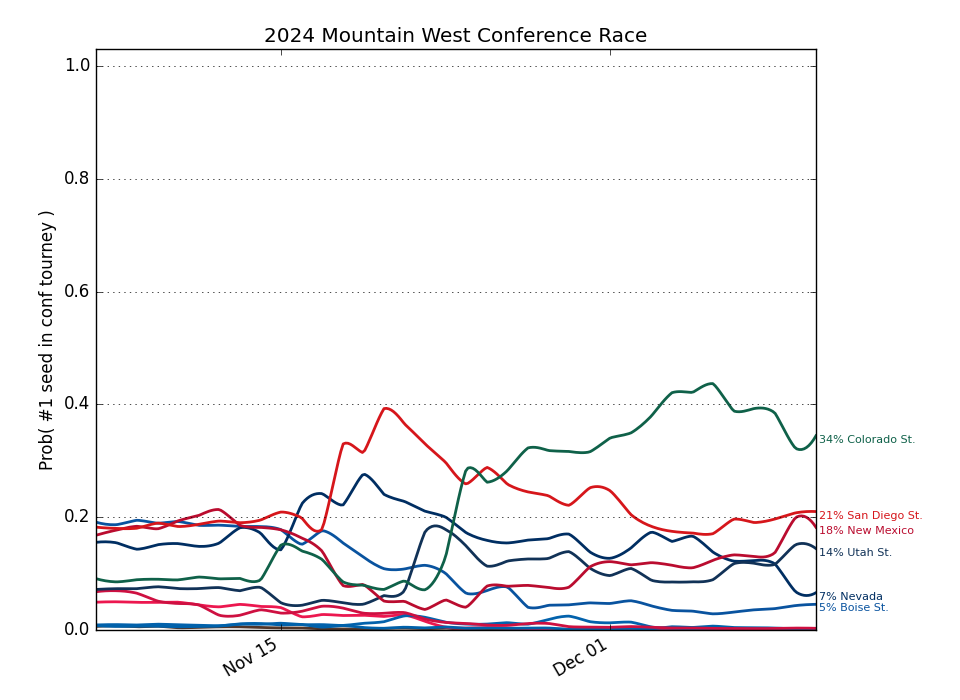 2024 Mountain West Conference Race
Prob( #1 seed in conf tourney )
1.0
0.8
0.6
0.4
0.2
0.0
34% Colorado St.
21% San Diego St.
18% New Mexico
14% Utah St.
7% Nevada
5% Boise St.
Nov 15
Dec 01